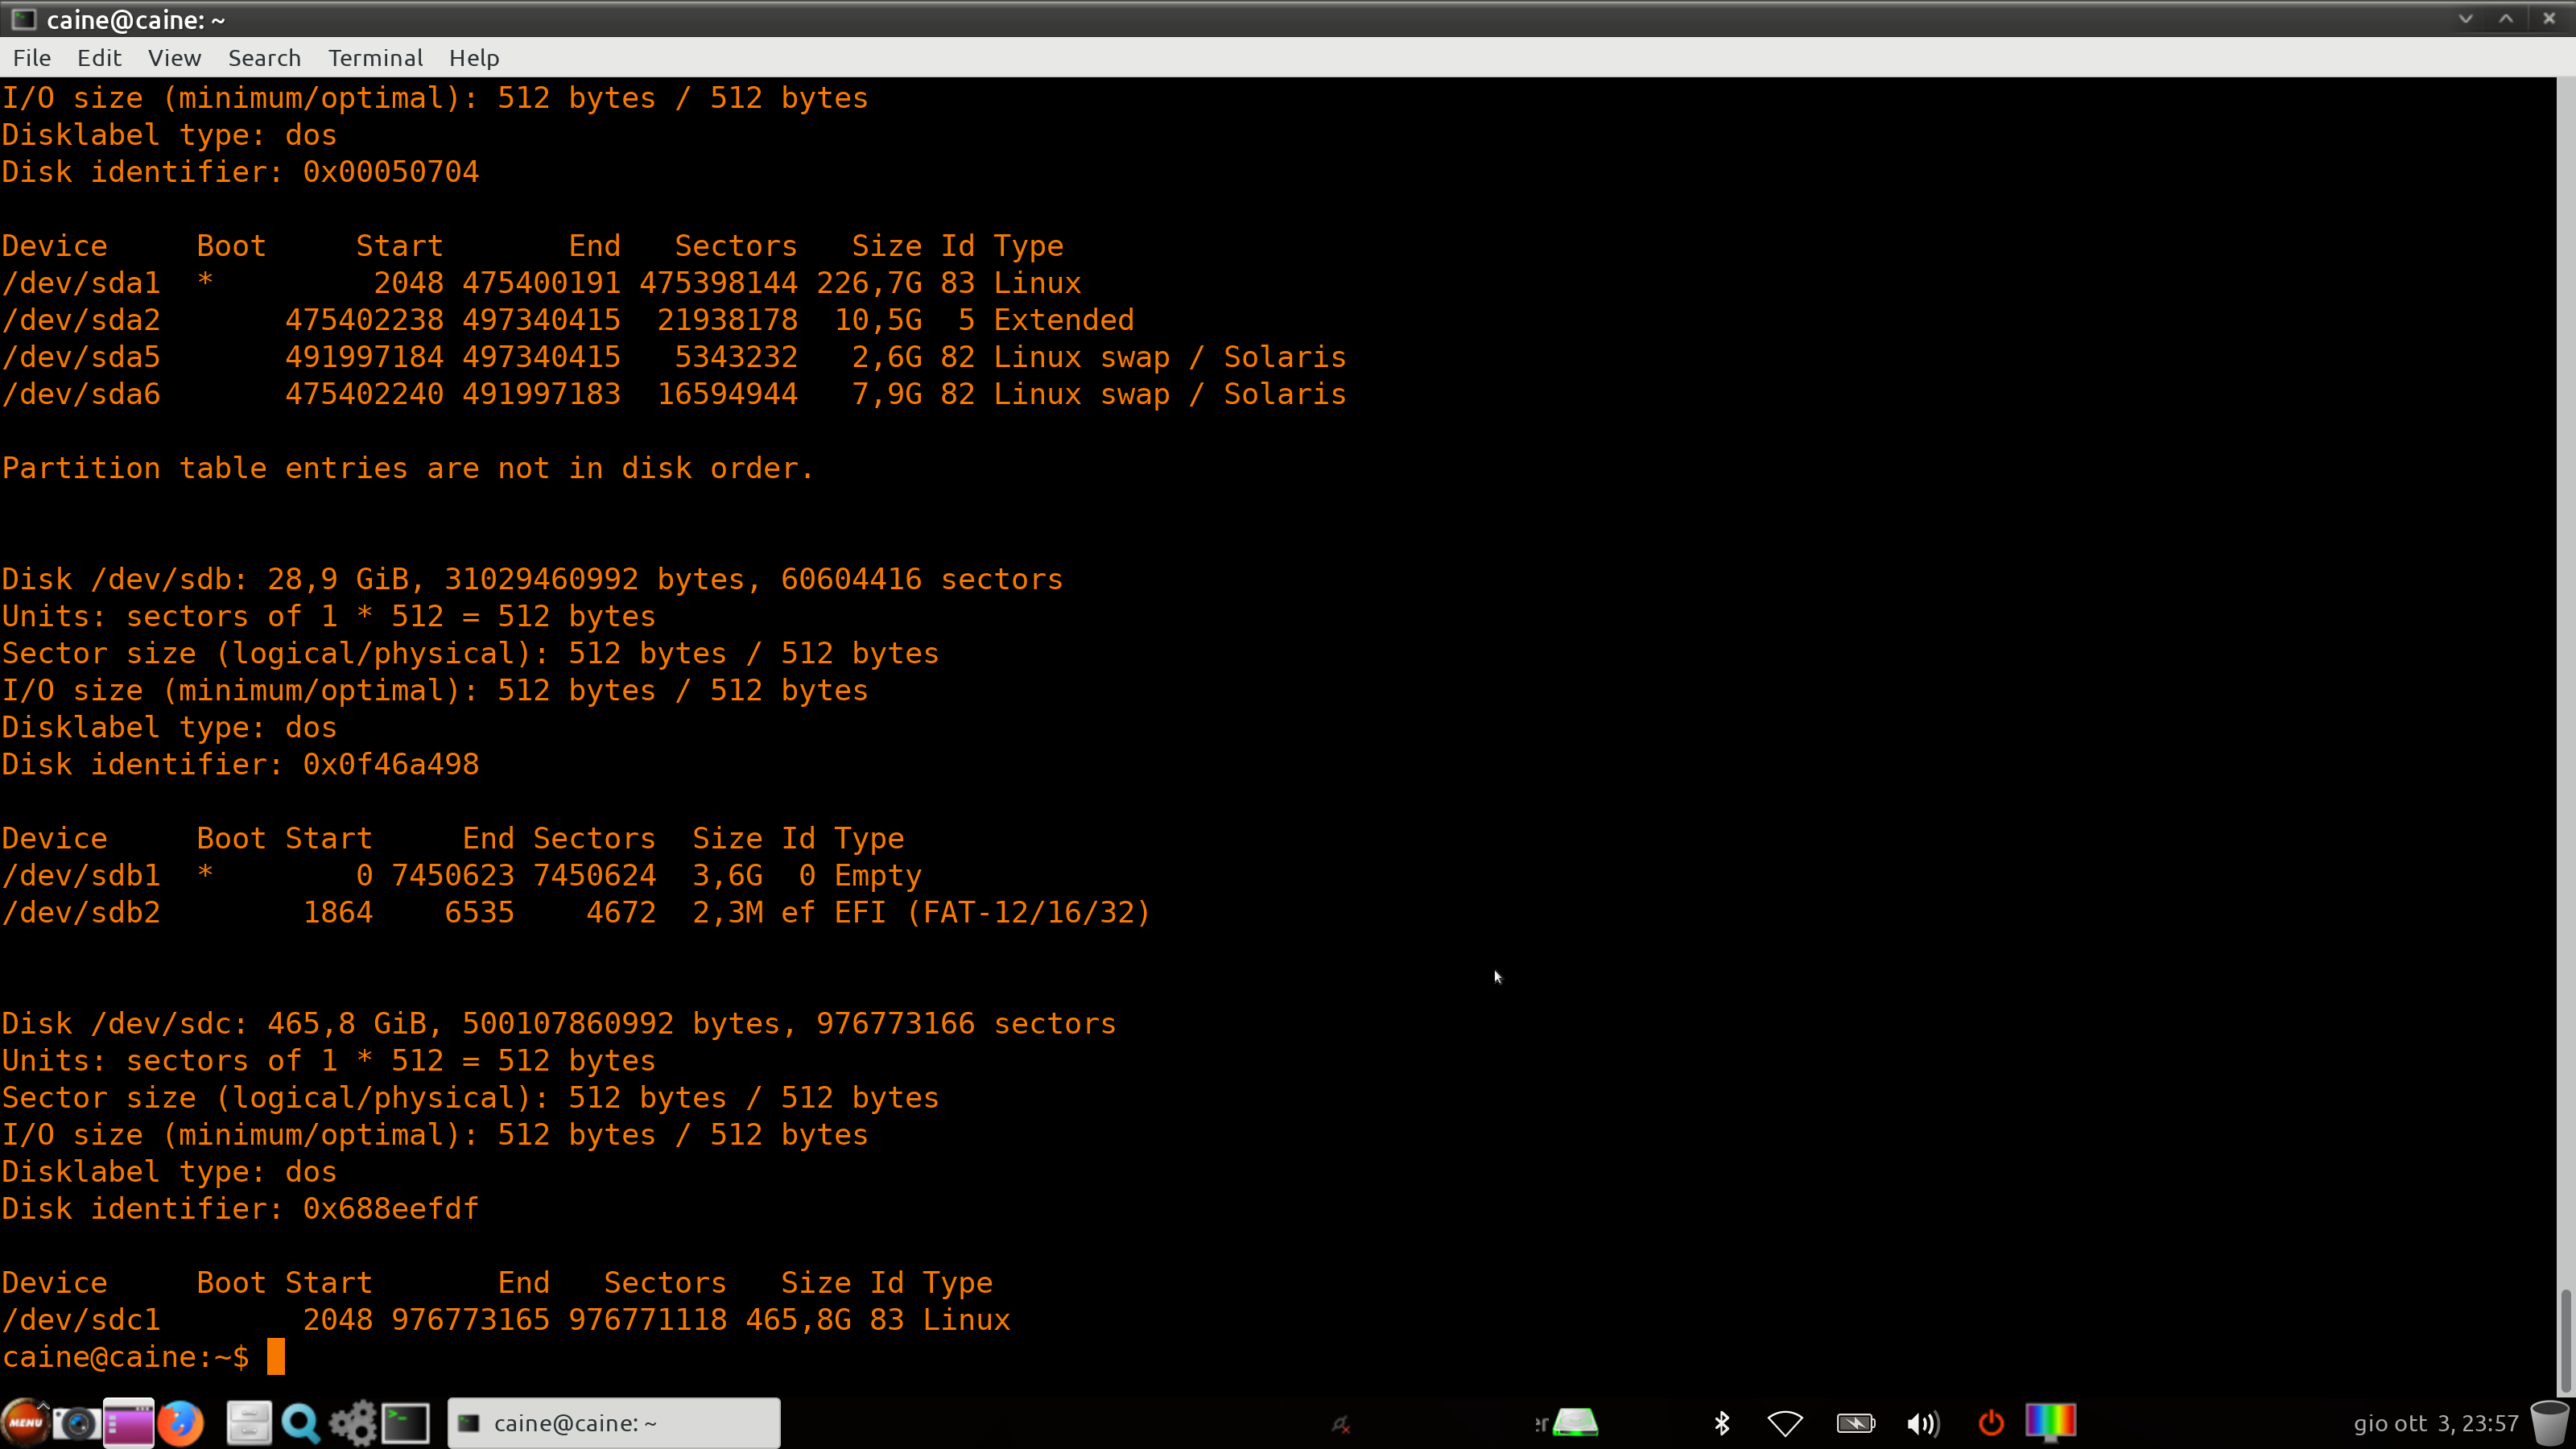 caine@caine: ~
File Edit View Search Terminal Help
I/O size (minimum/optimal): 512 bytes / 512 bytes
Disklabel type: dos
Disk identifier: 0x00050704
Device     Boot     Start       End   Sectors   Size Id Type
/dev/sda1  *         2048 475400191 475398144 226,7G 83 Linux
/dev/sda2       475402238 497340415  21938178  10,5G  5 Extended
/dev/sda5       491997184 497340415   5343232   2,6G 82 Linux swap / Solaris
/dev/sda6       475402240 491997183  16594944   7,9G 82 Linux swap / Solaris
Partition table entries are not in disk order.
Disk /dev/sdb: 28,9 GiB, 31029460992 bytes, 60604416 sectors
Units: sectors of 1 * 512 = 512 bytes
Sector size (logical/physical): 512 bytes / 512 bytes
I/O size (minimum/optimal): 512 bytes / 512 bytes
Disklabel type: dos
Disk identifier: 0x0f46a498
Device     Boot Start     End Sectors  Size Id Type
/dev/sdb1  *        0 7450623 7450624  3,6G  0 Empty
/dev/sdb2        1864    6535    4672  2,3M ef EFI (FAT-12/16/32)
Disk /dev/sdc: 465,8 GiB, 500107860992 bytes, 976773166 sectors
Units: sectors of 1 * 512 = 512 bytes
Sector size (logical/physical): 512 bytes / 512 bytes
I/O size (minimum/optimal): 512 bytes / 512 bytes
Disklabel type: dos
Disk identifier: 0x688eefdf
Device     Boot Start       End   Sectors   Size Id Type
/dev/sdc1        2048 976773165 976771118 465,8G 83 Linux
caine@caine:~$
MENU caine@caine: ~ er gio ott 3, 23:57